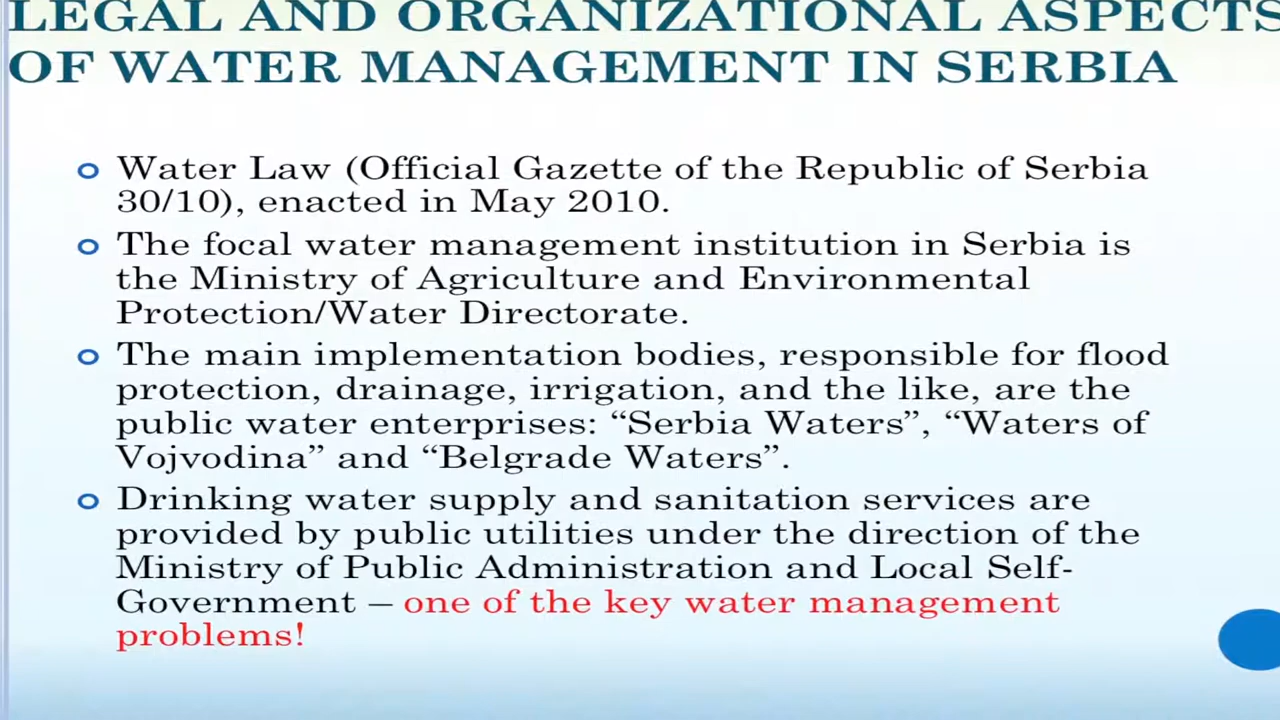 LEGAL AND ORGANIZATIONAL ASPECTS
OF WATER MANAGEMENT IN SERBIA
Water Law (Official Gazette of the Republic of Serbia
30/10), enacted in May 2010.
The focal water management institution in Serbia is
the Ministry of Agriculture and Environmental
Protection/Water Directorate.
The main implementation bodies, responsible for flood
protection, drainage, irrigation, and the like, are the
public water enterprises: “Serbia Waters”, “Waters of
Vojvodina” and “Belgrade Waters”.
Drinking water supply and sanitation services are
provided by public utilities under the direction of the
Ministry of Public Administration and Local Self-
Government – one of the key water management
problems!